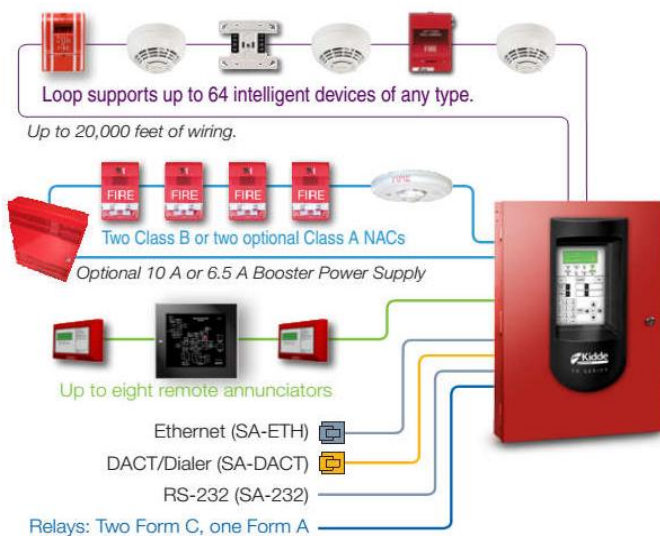 FIRE
Loop supports up to 64 intelligent devices of any type.
Up to 20,000 feet of wiring.
FIRE FIRE FIRE FIRE
Two Class B or two optional Class A NACs
Optional 10 A or 6.5 A Booster Power Supply
Kidde
Up to eight remote annunciators
Ethernet (SA-ETH)
DACT/Dialer (SA-DACT)
RS-232 (SA-232)
Relays: Two Form C, one Form A